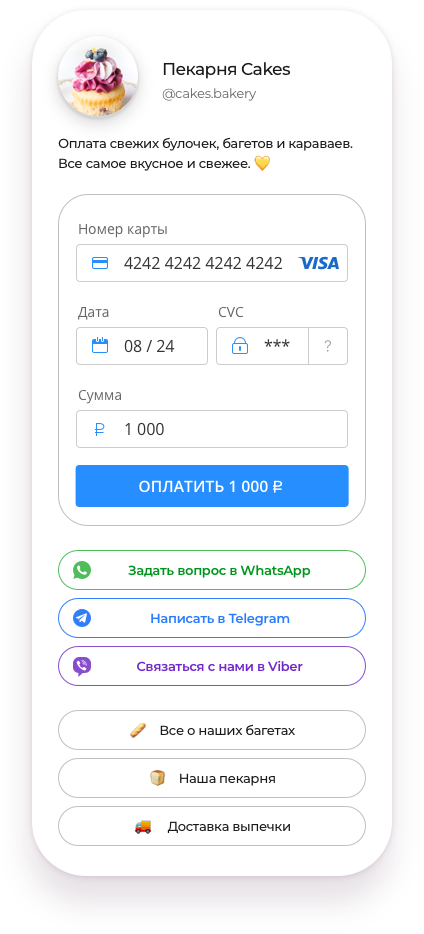 Пекарня Cakes
@cakes.bakery
Оплата свежих булочек, багетов и караваев.
Все самое вкусное и свежее. 💛
Номер карты
4242 4242 4242 4242 VISA
Дата CVC
08 / 24 *** ?
Сумма
₽ 1 000
ОПЛАТИТЬ 1 000 ₽
Задать вопрос в WhatsApp
Написать в Telegram
Связаться с нами в Viber
Все о наших багетах
Наша пекарня
Доставка выпечки